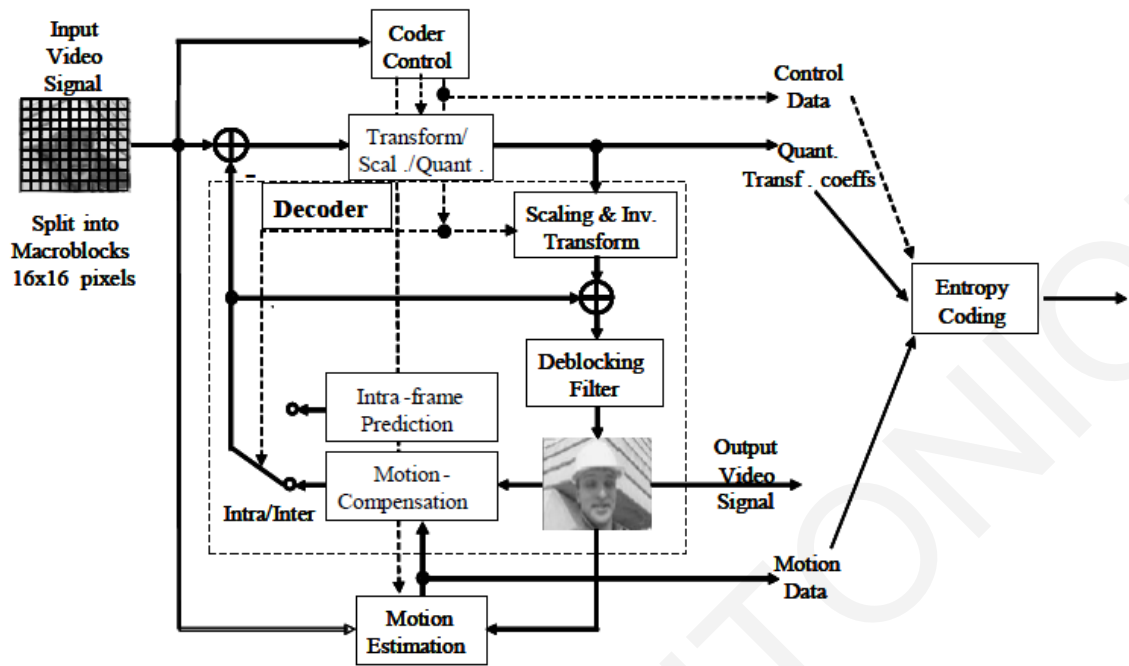 Input
Video
Signal
Coder
Control
Control
Data
Transform/
Scal ./Quant .
Quant.
Transf . coeffs
-
Decoder
Split into
Macroblocks
16x16 pixels
Scaling & Inv.
Transform
Entropy
Coding
Deblocking
Filter
Intra -frame
Prediction
Motion -
Compensation
Output
Video
Signal
Intra/Inter
Motion
Data
Motion
Estimation